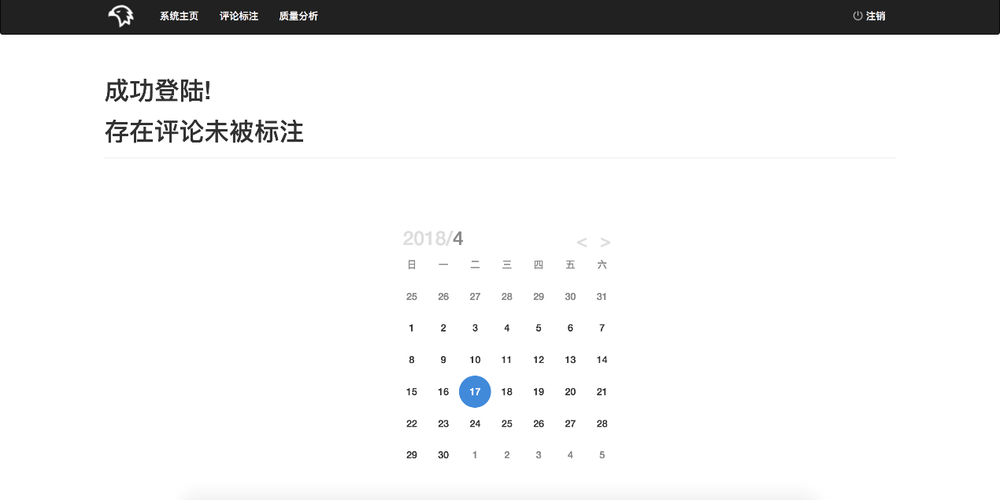 系统主页 评论标注 质量分析 注销
成功登陆!
存在评论未被标注
2018/4 < >
日 一 二 三 四 五 六
25 26 27 28 29 30 31
1 2 3 4 5 6 7
8 9 10 11 12 13 14
15 16 17 18 19 20 21
22 23 24 25 26 27 28
29 30 1 2 3 4 5